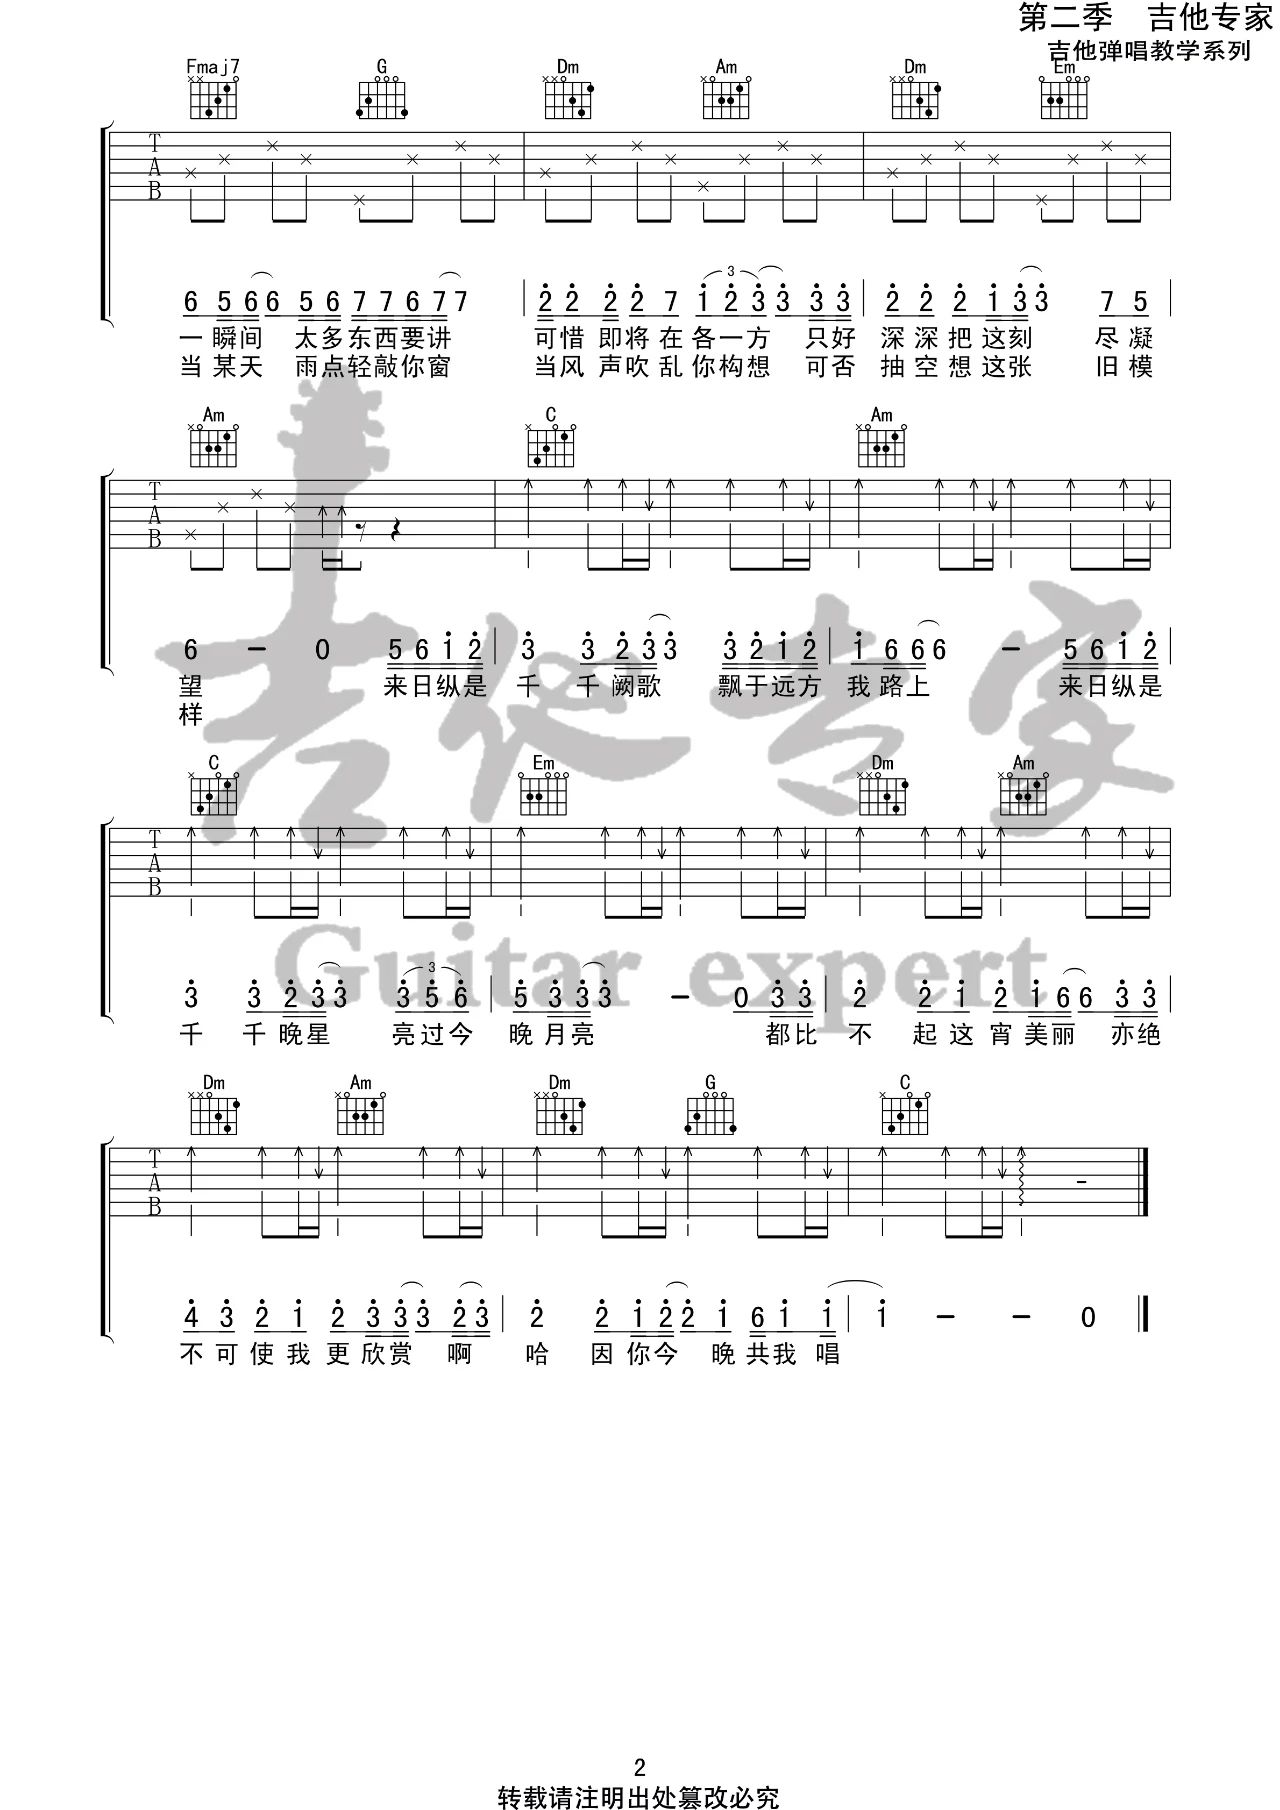 第二季 吉他专家
吉他弹唱教学系列
Fmaj7 G Dm Am Dm Em
T
A
B
3
6 5 6 6 5 6 7 7 6 7 7 2 2 2 2 7 1 2 3 3 3 3 2 2 2 1 3 3 7 5
一瞬间 太多东西要讲 可惜即将在各一方 只好深深把这刻 尽凝
当某天 雨点轻敲你窗 当风声吹乱你构想 可否抽空想这张 旧模
Am C Am
T
A
B
6 - 0 5 6 1 2 3 3 2 3 3 3 2 1 2 1 6 6 6 - 5 6 1 2
望 来日纵是千千阙歌 飘于远方我路上 来日纵是
样
吉他专家
C Em Dm Am
T
A
B
Guitar expert
3
3 3 2 3 3 3 5 6 5 3 3 3 - 0 3 3 2 2 1 2 1 6 6 3 3
千千晚星 亮过今晚月亮 都比不起这宵美丽 亦绝
Dm Am Dm G C
T
A
B
4 3 2 1 2 3 3 3 2 3 2 2 1 2 2 1 6 1 1 1 - - 0
不可使我更欣赏 啊 哈 因你今晚共我唱
2
转载请注明出处篡改必究